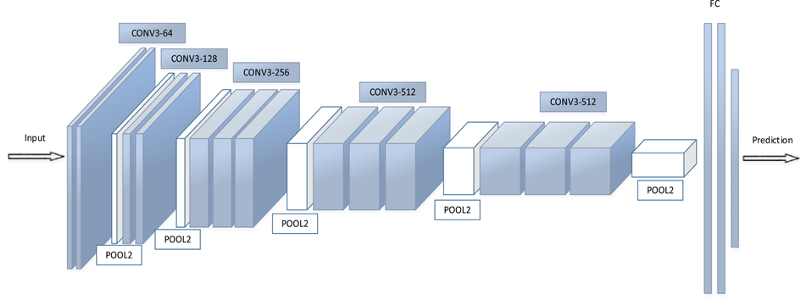 FC
CONV3-64
CONV3-128
CONV3-256
CONV3-512
CONV3-512
Input
Prediction
POOL2
POOL2
POOL2
POOL2
POOL2